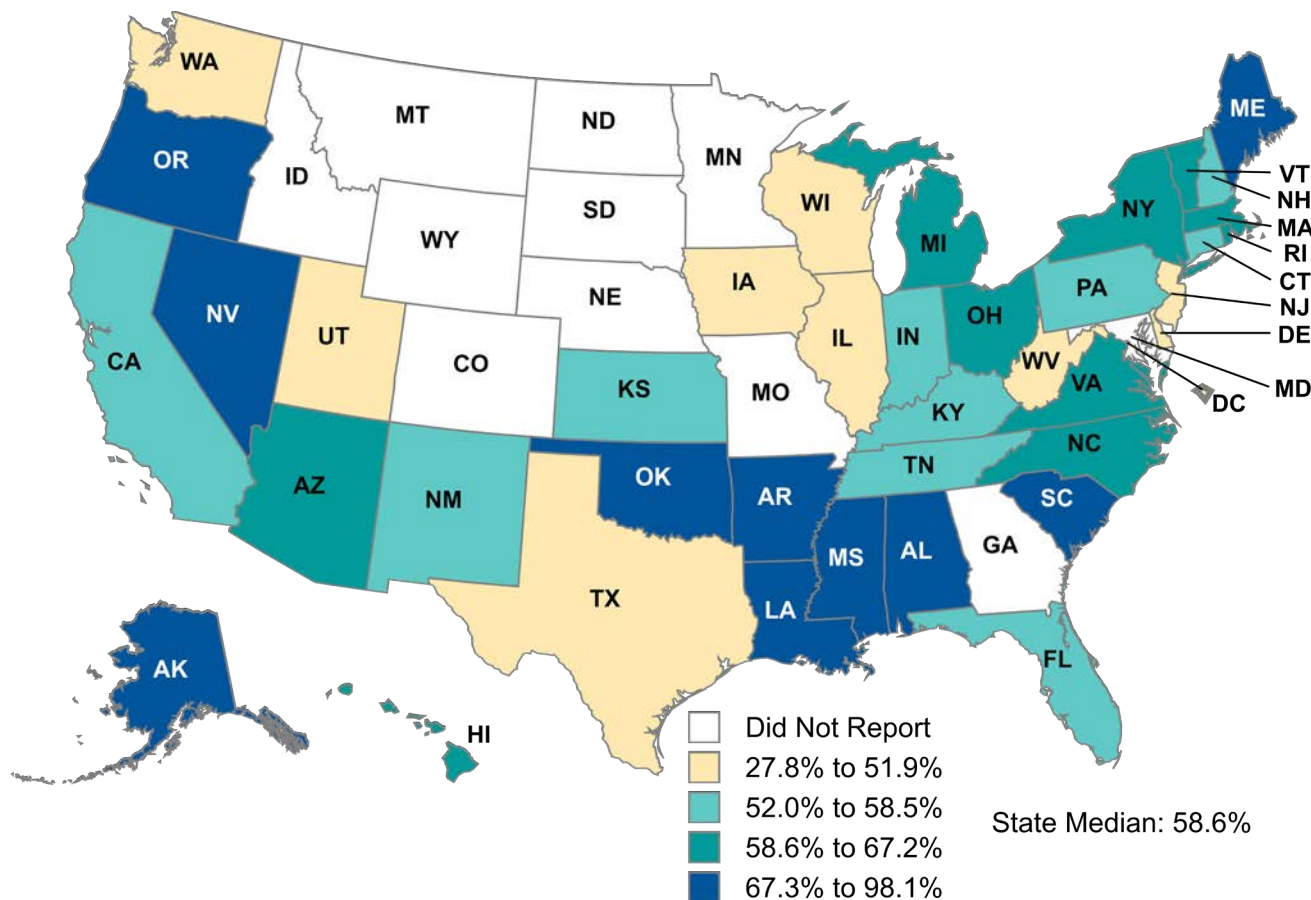 WA
MT
ND
MN
OR
ID
SD
WI
WY
MI
NY
ME
VT
NH
MA
RI
CT
NJ
DE
MD
DC
NE
IA
PA
NV
UT
CO
IL
IN
OH
WV
VA
CA
KS
MO
KY
NC
AZ
NM
OK
AR
TN
SC
MS
AL
GA
TX
LA
FL
AK
HI
Did Not Report
27.8% to 51.9%
52.0% to 58.5%
58.6% to 67.2%
67.3% to 98.1%
State Median: 58.6%